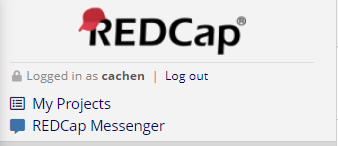 REDCap®
Logged in as cachen | Log out
My Projects
REDCap Messenger